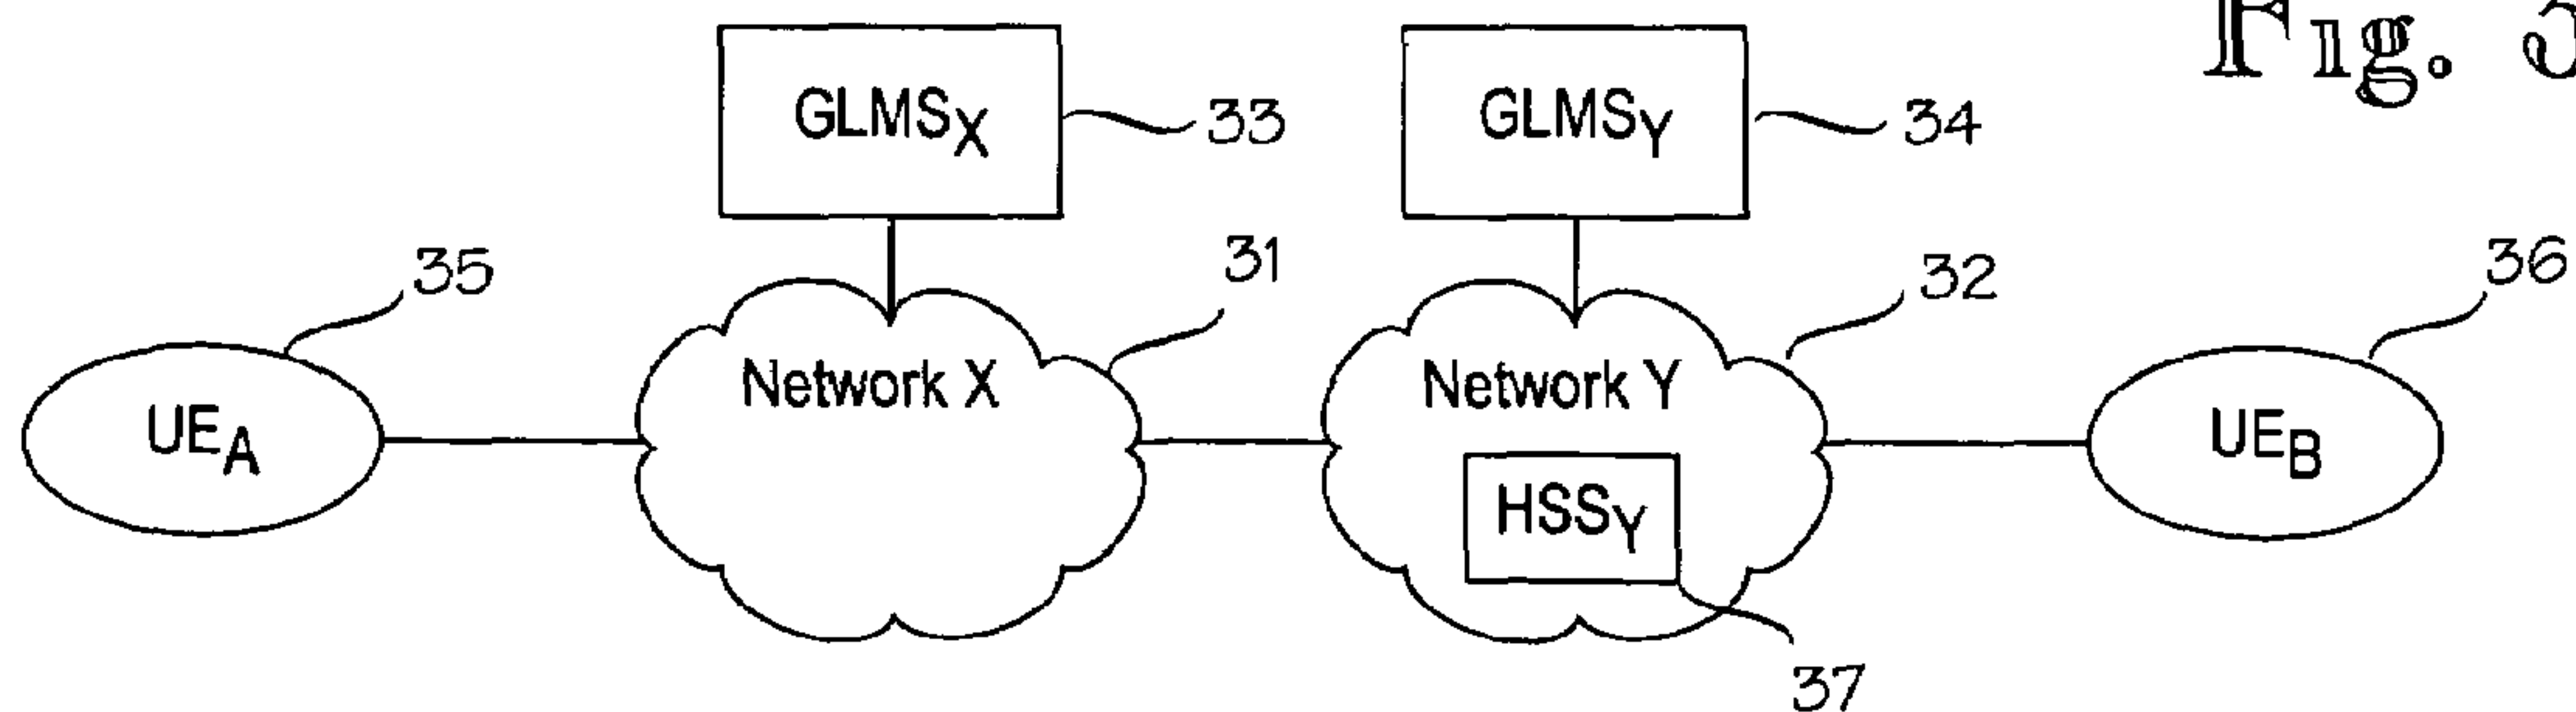 Fig. 3
GLMSX
33
GLMSY
34
35
31
32
36
UEA
Network X
Network Y
UEB
HSSY
37